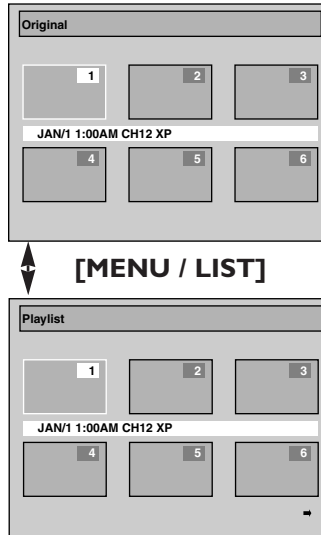 Original
1 2 3
JAN/1 1:00AM CH12 XP
4 5 6
[MENU / LIST]
Playlist
1 2 3
JAN/1 1:00AM CH12 XP
4 5 6